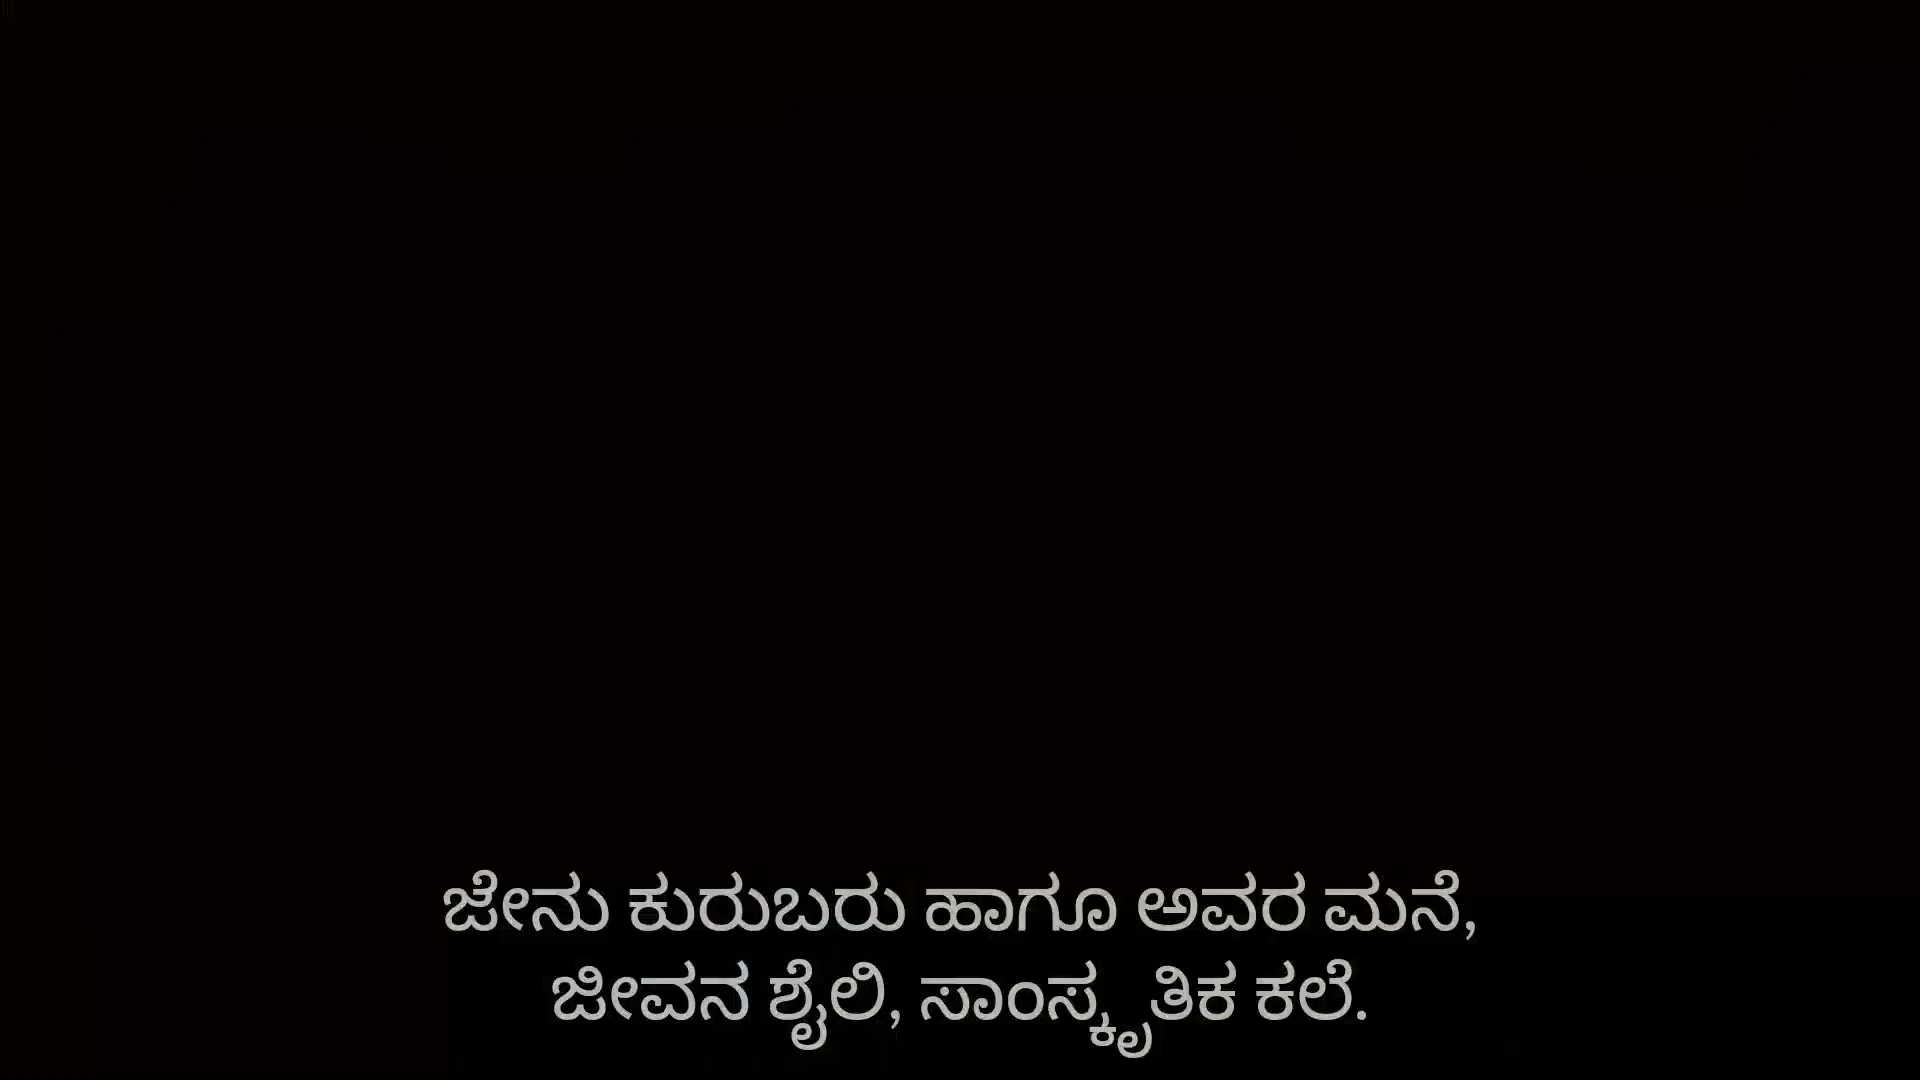 ಜೇನು ಕುರುಬರು ಹಾಗೂ ಅವರ ಮನೆ,
ಜೀವನ ಶೈಲಿ, ಸಾಂಸ್ಕೃತಿಕ ಕಲೆ.